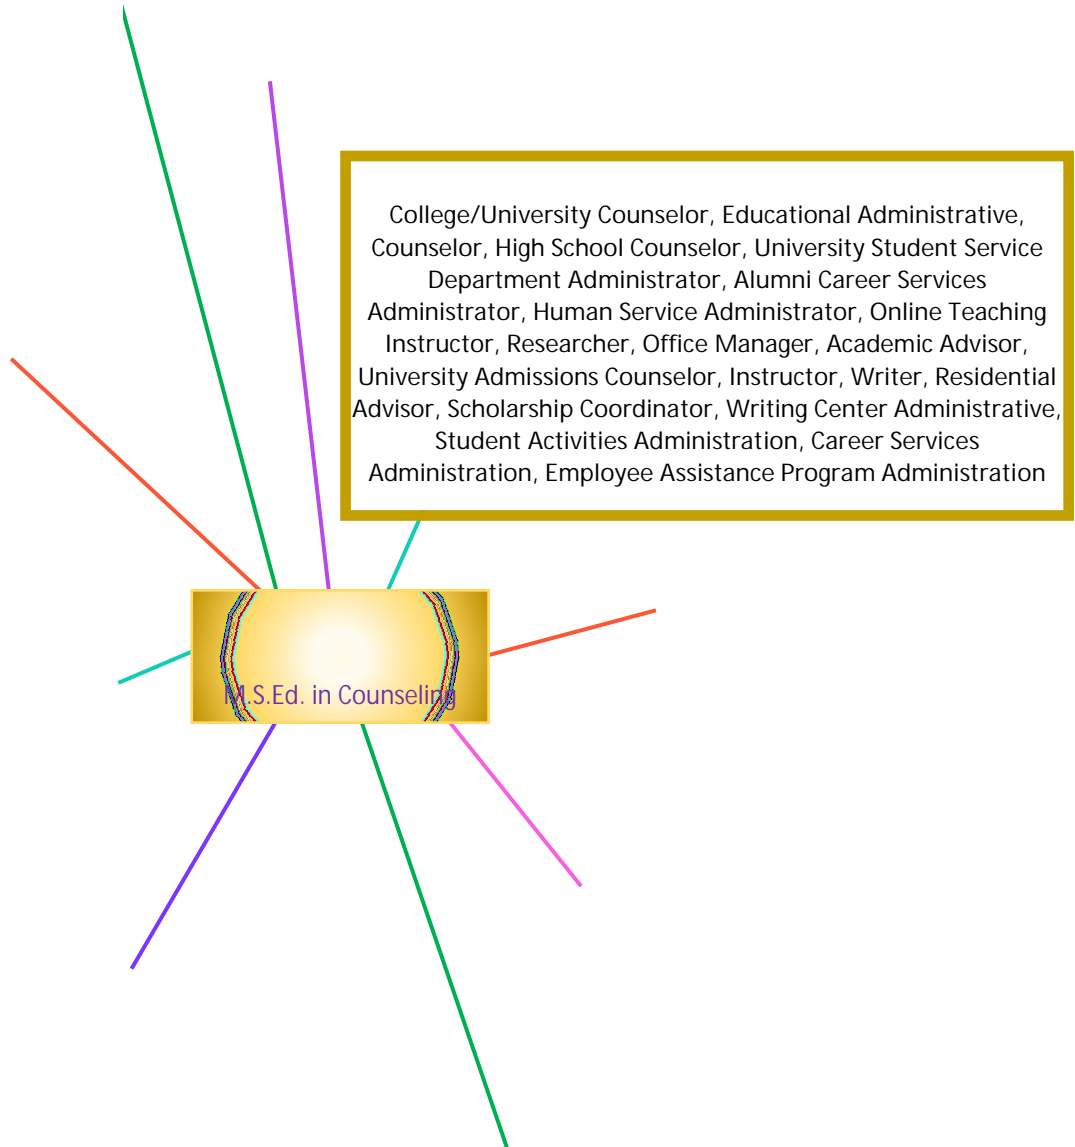 College/University Counselor, Educational Administrative,
Counselor, High School Counselor, University Student Service
Department Administrator, Alumni Career Services
Administrator, Human Service Administrator, Online Teaching
Instructor, Researcher, Office Manager, Academic Advisor,
University Admissions Counselor, Instructor, Writer, Residential
Advisor, Scholarship Coordinator, Writing Center Administrative,
Student Activities Administration, Career Services
Administration, Employee Assistance Program Administration
M.S.Ed. in Counseling